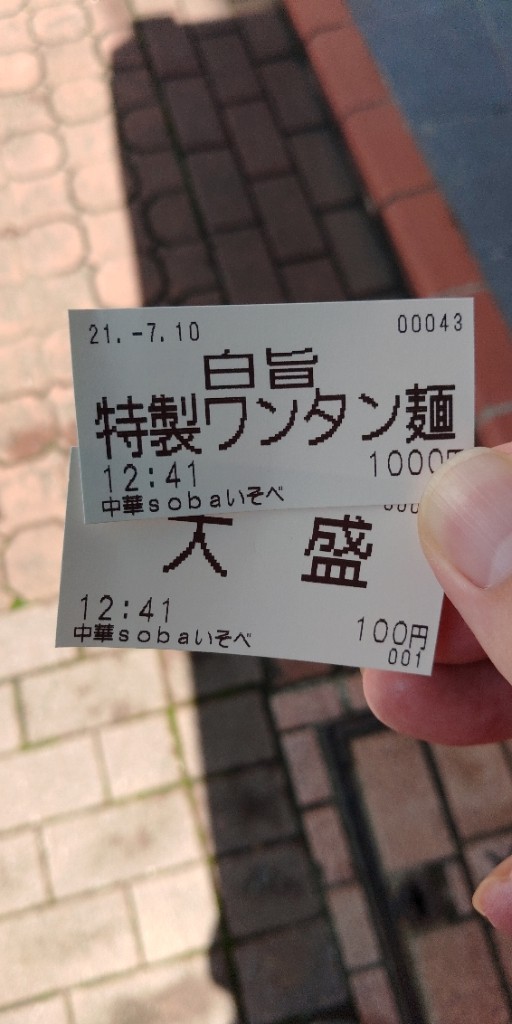 21.-7.10 00043
白旨
特製ワンタン麺
12:41 1000円
中華sobaいそべ
大 盛
12:41 100円
中華sobaいそべ 001